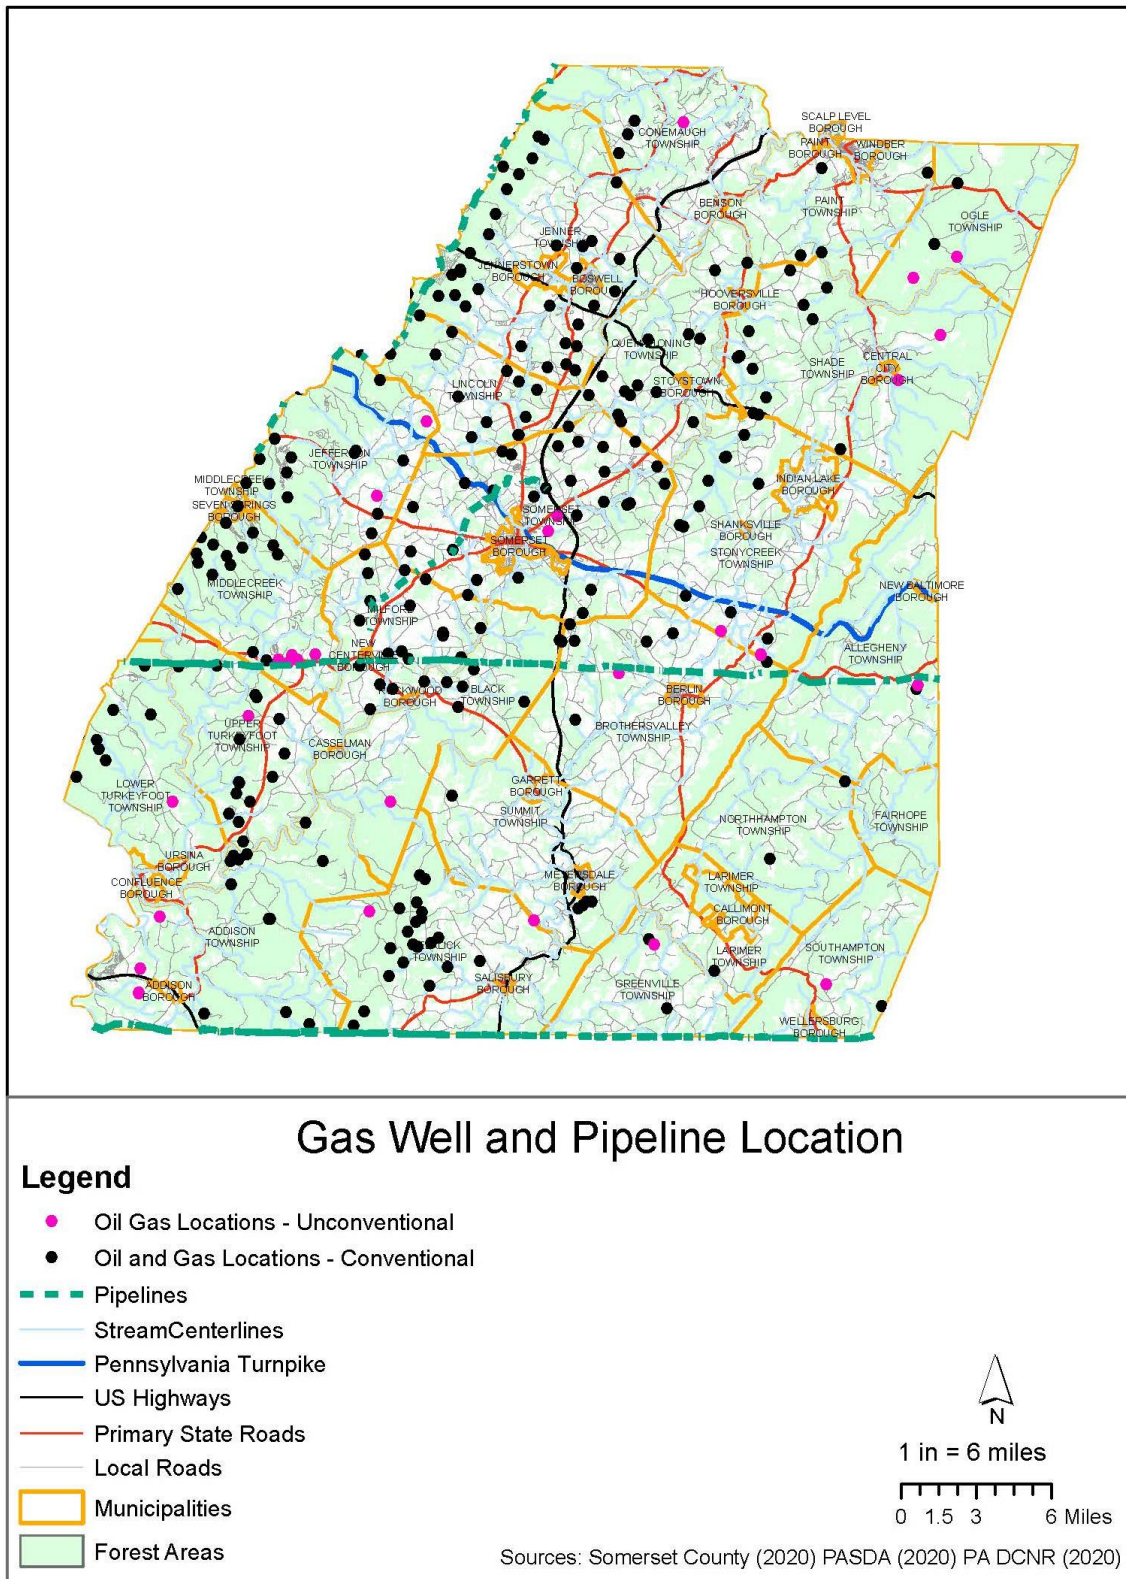 SCALP LEVEL
BOROUGH
CONEMAUGH
TOWNSHIP
PAINT
BOROUGH
WINDBER
BOROUGH
BENSON
BOROUGH
PAINT
TOWNSHIP
OGLE
TOWNSHIP
JENNER
TOWNSHIP
JENNERSTOWN
BOROUGH
BOSWELL
BOROUGH
HOOVERSVILLE
BOROUGH
QUEMAHONING
TOWNSHIP
SHADE
TOWNSHIP
CENTRAL
CITY
BOROUGH
LINCOLN
TOWNSHIP
STOYSTOWN
BOROUGH
JEFFERSON
TOWNSHIP
MIDDLECREEK
TOWNSHIP
SEVEN SPRINGS
BOROUGH
INDIAN LAKE
BOROUGH
SOMERSET
TOWNSHIP
SOMERSET
BOROUGH
SHANKSVILLE
BOROUGH
STONYCREEK
TOWNSHIP
MIDDLECREEK
TOWNSHIP
NEW BALTIMORE
BOROUGH
MILFORD
TOWNSHIP
NEW
CENTERVILLE
BOROUGH
ALLEGHENY
TOWNSHIP
ROCKWOOD
BOROUGH
BLACK
TOWNSHIP
BERLIN
BOROUGH
UPPER
TURKEYFOOT
TOWNSHIP
CASSELMAN
BOROUGH
BROTHERSVALLEY
TOWNSHIP
LOWER
TURKEYFOOT
TOWNSHIP
GARRETT
BOROUGH
SUMMIT
TOWNSHIP
NORTHHAMPTON
TOWNSHIP
FAIRHOPE
TOWNSHIP
URSINA
BOROUGH
CONFLUENCE
BOROUGH
MEYERSDALE
BOROUGH
LARIMER
TOWNSHIP
CALLIMONT
BOROUGH
ADDISON
TOWNSHIP
TOWNSHIP
LARIMER
TOWNSHIP
SOUTHAMPTON
TOWNSHIP
ADDISON
BOROUGH
SALISBURY
BOROUGH
GREENVILLE
TOWNSHIP
WELLERSBURG
BOROUGH
Gas Well and Pipeline Location
Legend
Oil Gas Locations - Unconventional
Oil and Gas Locations - Conventional
Pipelines
StreamCenterlines
Pennsylvania Turnpike
US Highways
Primary State Roads
Local Roads
Municipalities
Forest Areas
N
1 in = 6 miles
0 1.5 3 6 Miles
Sources: Somerset County (2020) PASDA (2020) PA DCNR (2020)